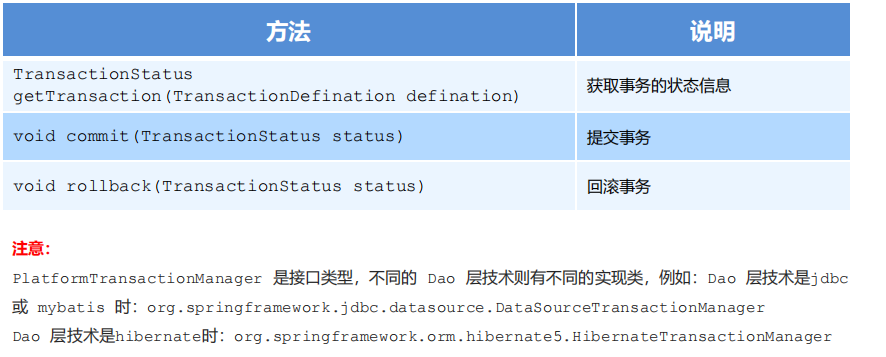 方法 说明
TransactionStatus
getTransaction(TransactionDefination defination) 获取事务的状态信息
void commit(TransactionStatus status) 提交事务
void rollback(TransactionStatus status) 回滚事务
注意：
PlatformTransactionManager 是接口类型，不同的 Dao 层技术则有不同的实现类，例如：Dao 层技术是jdbc
或 mybatis 时：org.springframework.jdbc.datasource.DataSourceTransactionManager
Dao 层技术是hibernate时：org.springframework.orm.hibernate5.HibernateTransactionManager